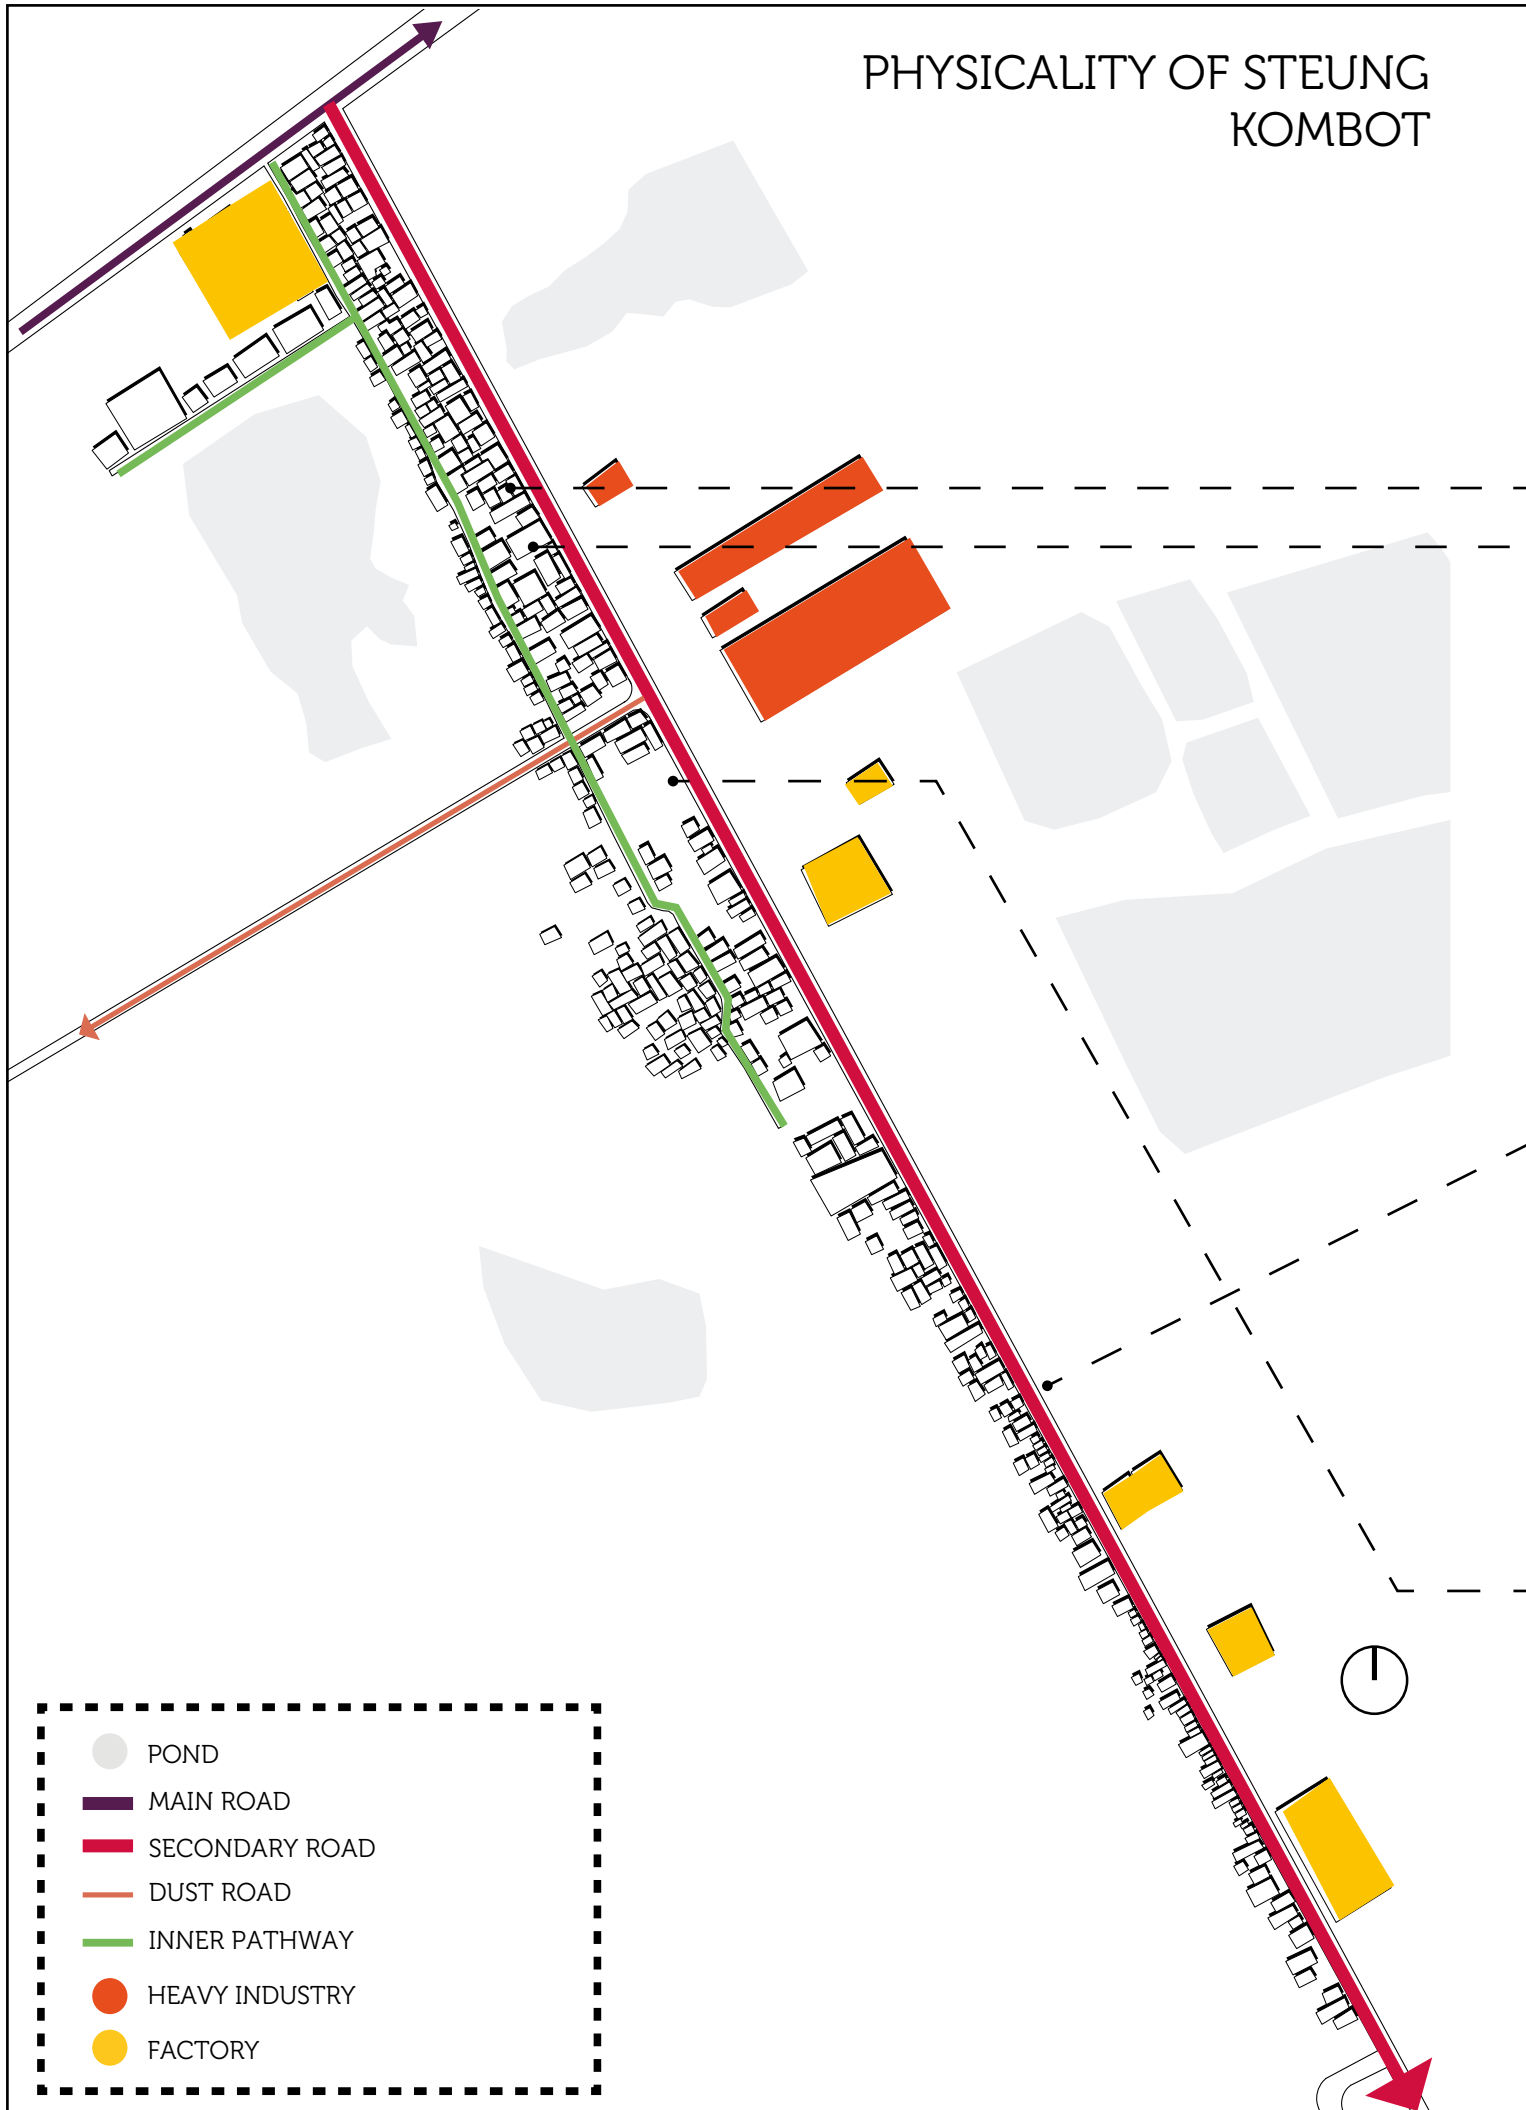 PHYSICALITY OF STEUNG
KOMBOT
POND
MAIN ROAD
SECONDARY ROAD
DUST ROAD
INNER PATHWAY
HEAVY INDUSTRY
FACTORY